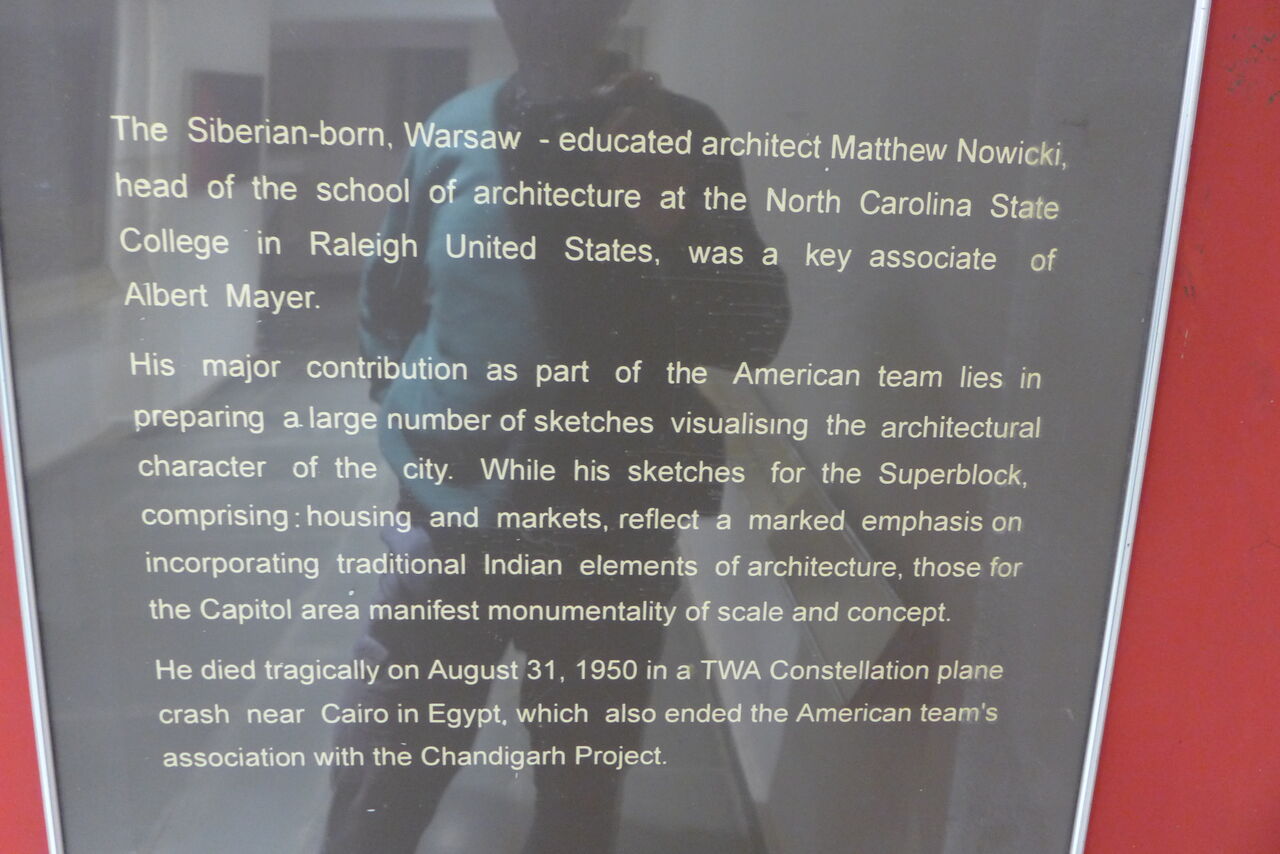 The Siberian-born, Warsaw - educated architect Matthew Nowicki,
head of the school of architecture at the North Carolina State
College in Raleigh United States, was a key associate of
Albert Mayer.
His major contribution as part of the American team lies in
preparing a large number of sketches visualising the architectural
character of the city. While his sketches for the Superblock,
comprising : housing and markets, reflect a marked emphasis on
incorporating traditional Indian elements of architecture, those for
the Capitol area manifest monumentality of scale and concept.
He died tragically on August 31, 1950 in a TWA Constellation plane
crash near Cairo in Egypt, which also ended the American team's
association with the Chandigarh Project.